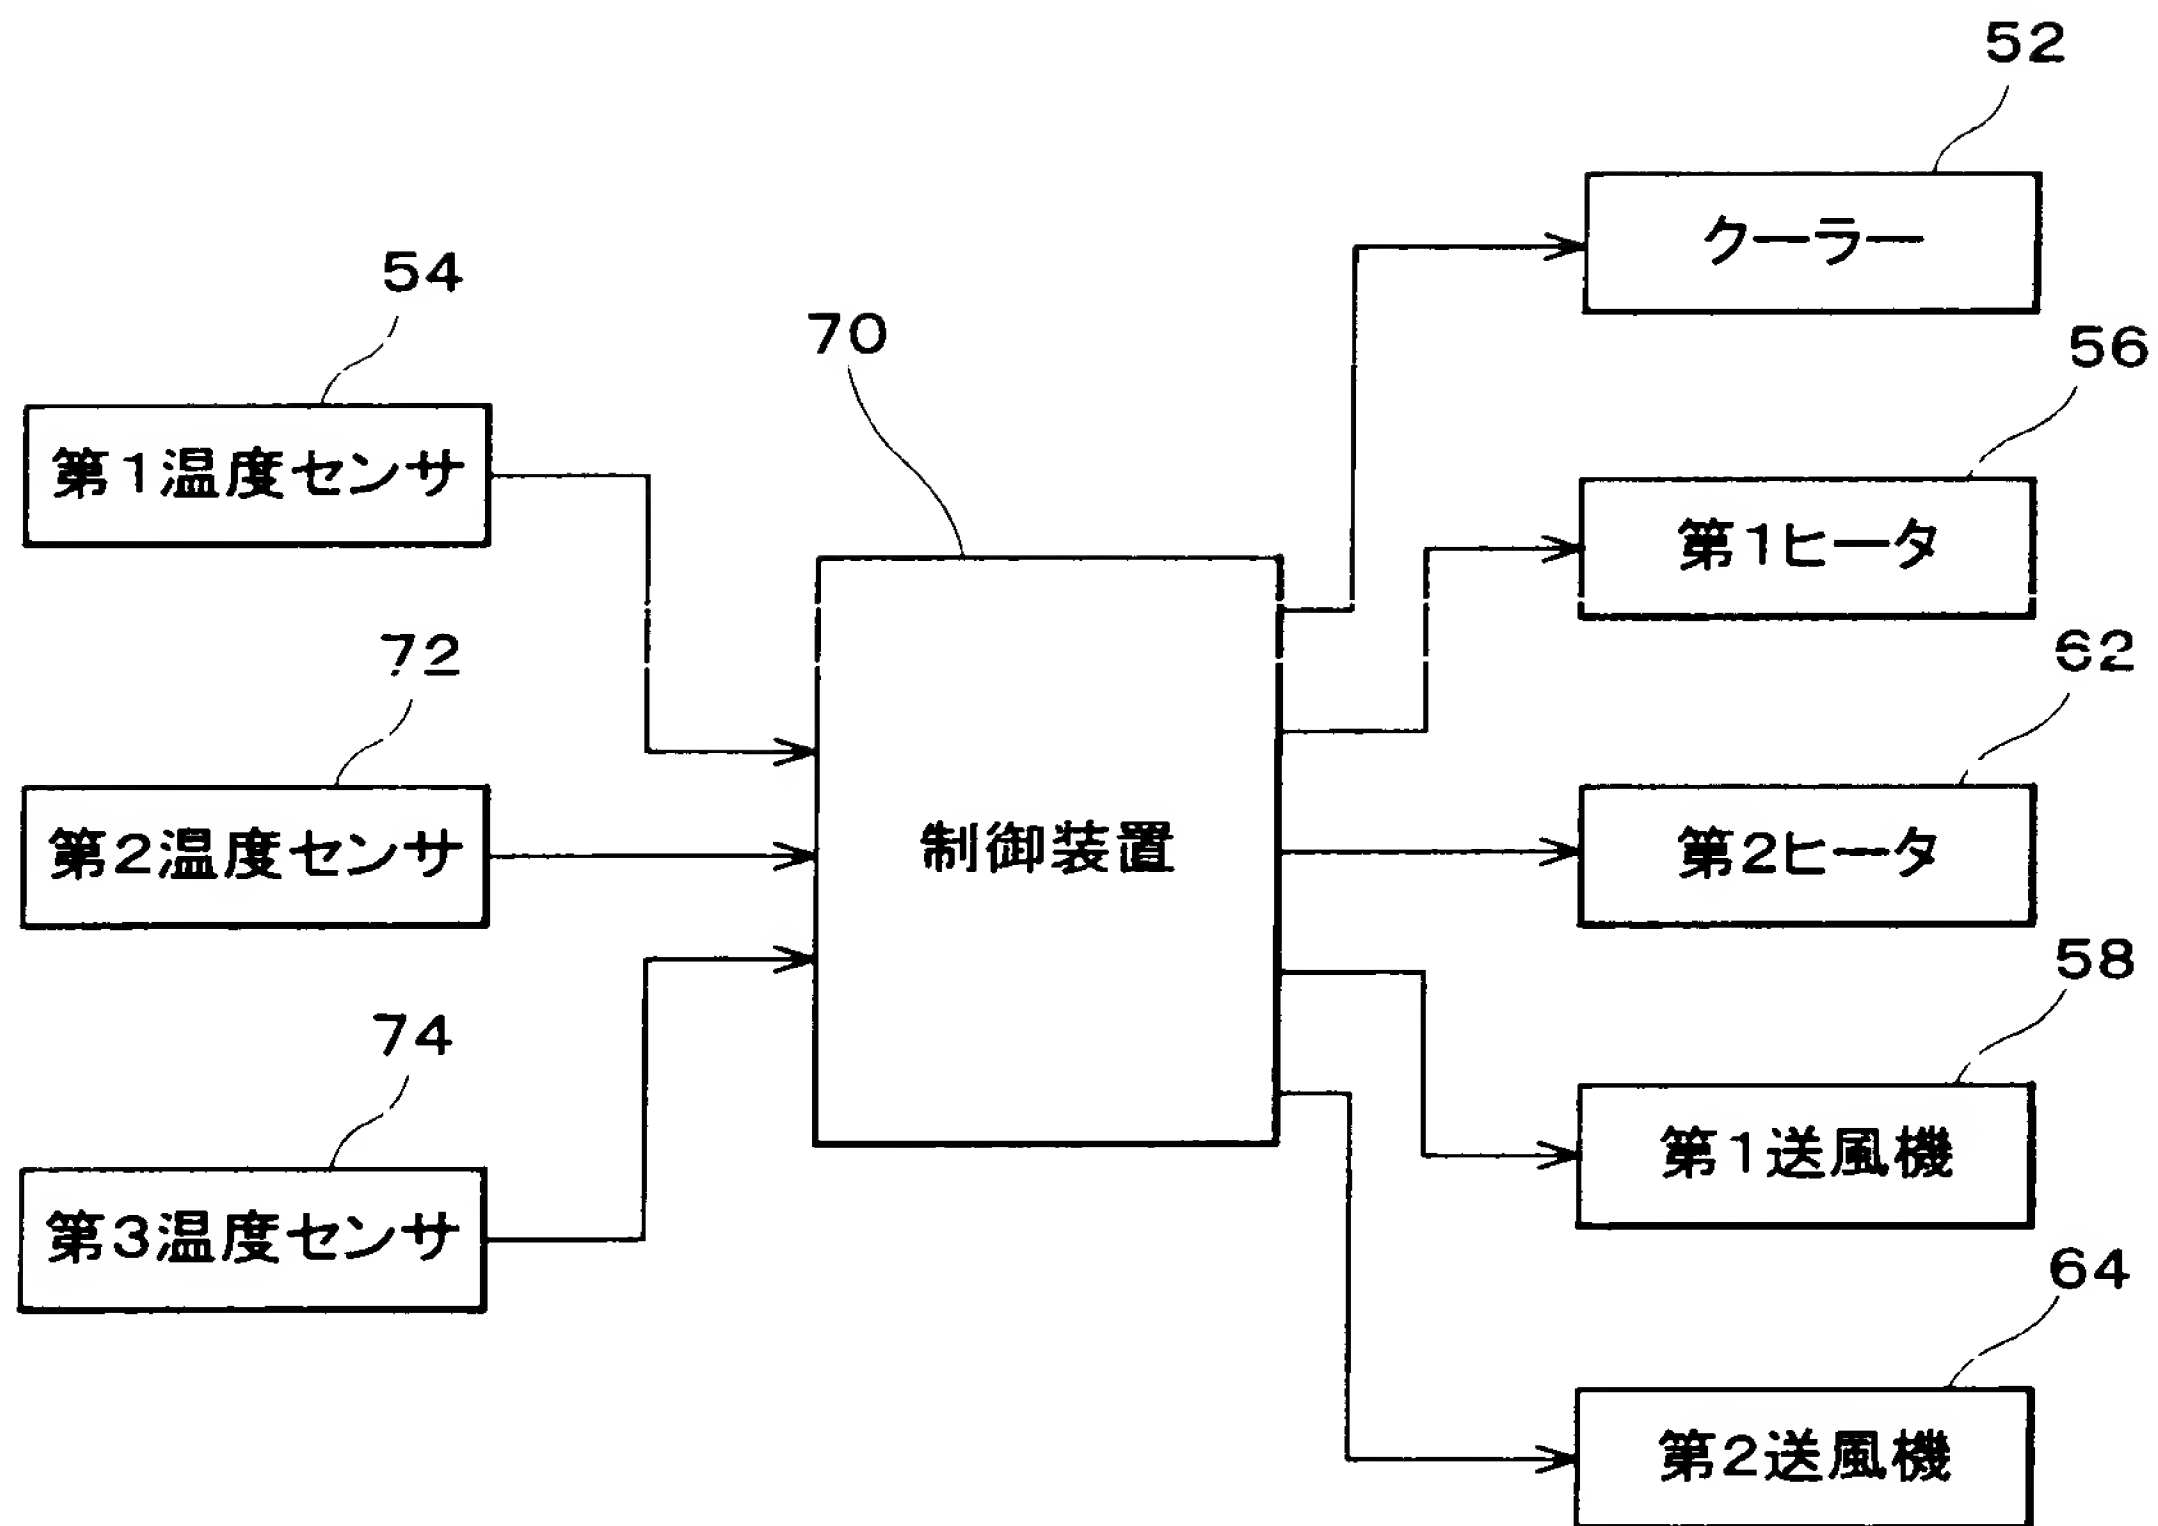 52
クーラー
54
70
56
第1温度センサ
第1ヒータ
72
62
制御装置
第2温度センサ
第2ヒータ
58
74
第1送風機
第3温度センサ
64
第2送風機